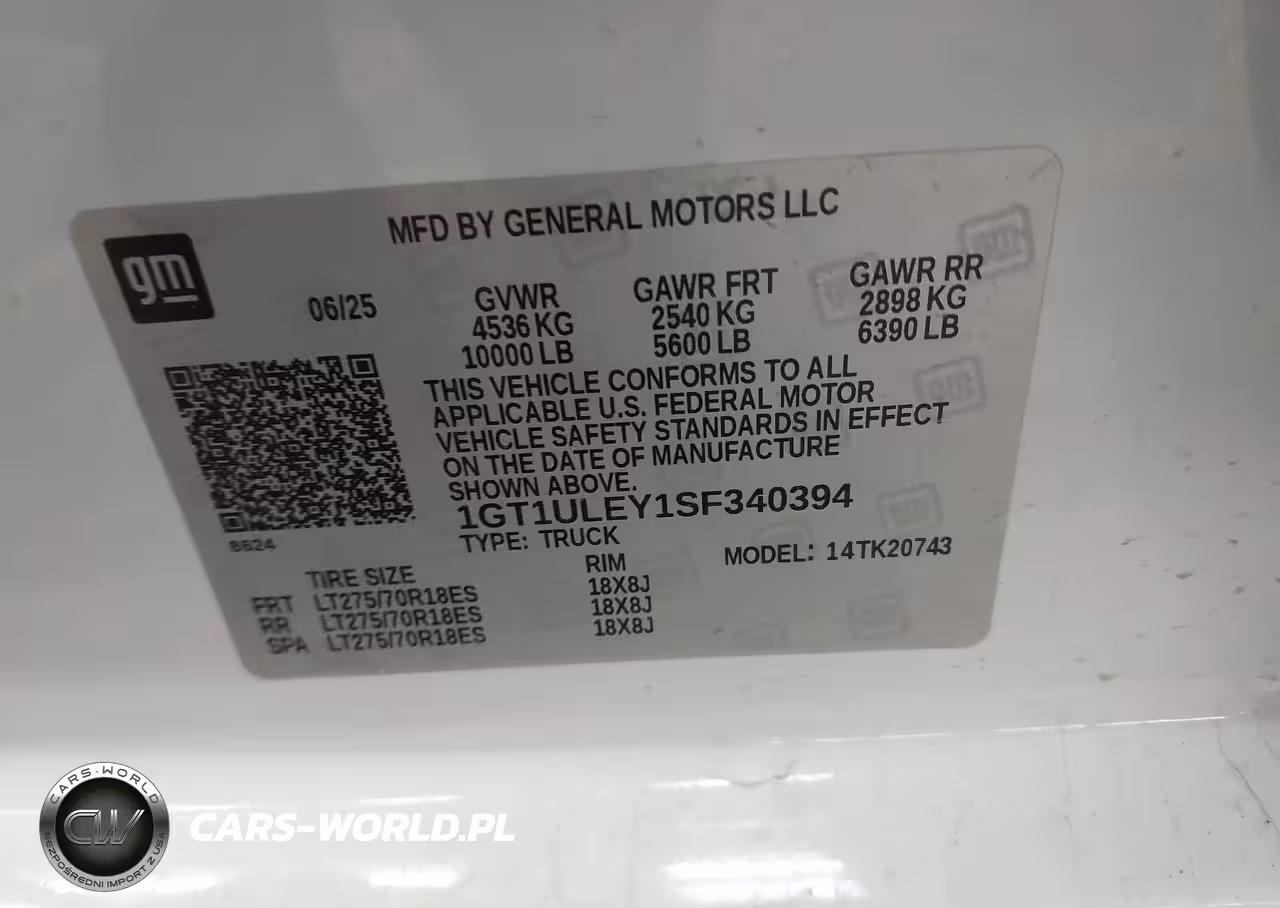 MFD BY GENERAL MOTORS LLC
gm
06/25
GVWR
4536 KG
10000 LB
GAWR FRT
2540 KG
5600 LB
GAWR RR
2898 KG
6390 LB
THIS VEHICLE CONFORMS TO ALL
APPLICABLE U.S. FEDERAL MOTOR
VEHICLE SAFETY STANDARDS IN EFFECT
ON THE DATE OF MANUFACTURE
SHOWN ABOVE.
1GT1ULEY1SF340394
8624
TYPE: TRUCK
MODEL: 14TK20743
TIRE SIZE RIM
FRT LT275/70R18ES 18X8J
RR LT275/70R18ES 18X8J
SPA LT275/70R18ES 18X8J
CARS-WORLD
CW
BEZPOŚREDNI IMPORT Z USA
CARS-WORLD.PL